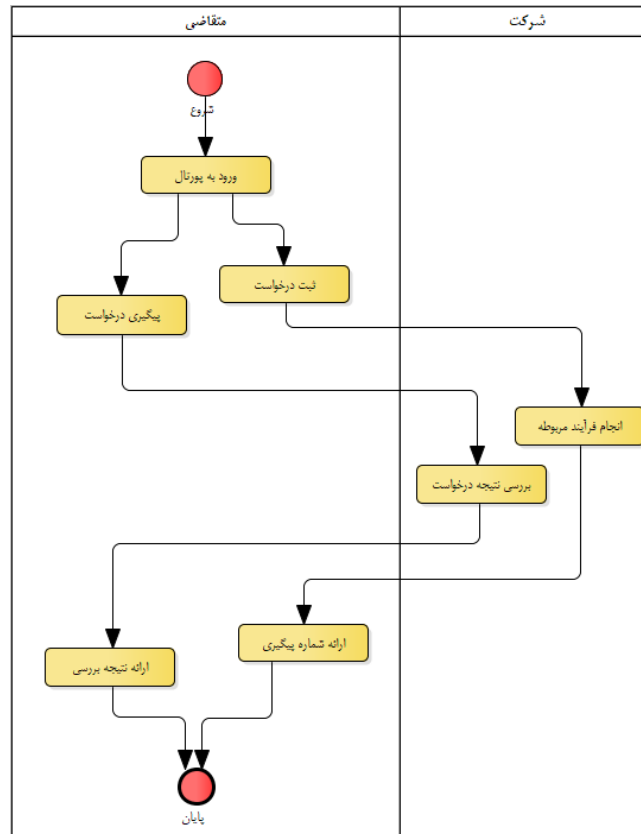 شرکت
متقاضی
شروع
ورود به پورتال
ثبت درخواست
پیگیری درخواست
انجام فرآیند مربوطه
بررسی نتیجه درخواست
ارائه شماره پیگیری
ارائه نتیجه بررسی
پایان